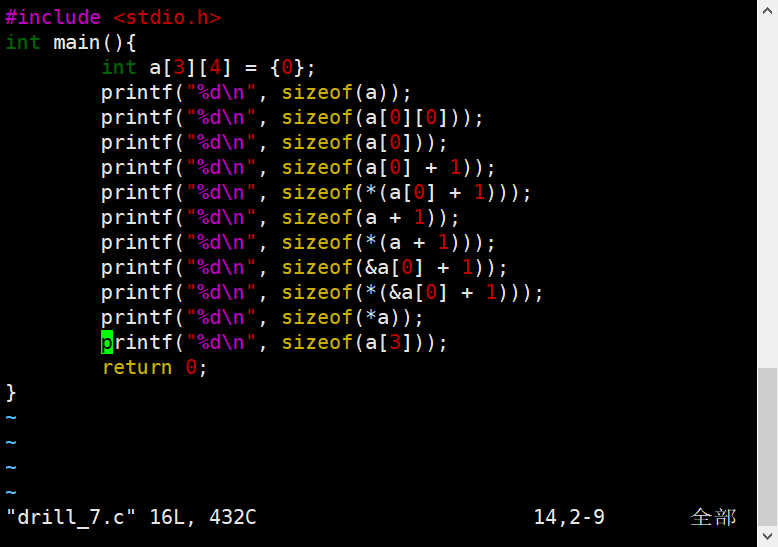 #include <stdio.h>
int main(){
        int a[3][4] = {0};
        printf("%d\n", sizeof(a));
        printf("%d\n", sizeof(a[0][0]));
        printf("%d\n", sizeof(a[0]));
        printf("%d\n", sizeof(a[0] + 1));
        printf("%d\n", sizeof(*(a[0] + 1)));
        printf("%d\n", sizeof(a + 1));
        printf("%d\n", sizeof(*(a + 1)));
        printf("%d\n", sizeof(&a[0] + 1));
        printf("%d\n", sizeof(*(&a[0] + 1)));
        printf("%d\n", sizeof(*a));
        printf("%d\n", sizeof(a[3]));
        return 0;
}
~
~
~
~
"drill_7.c" 16L, 432C 14,2-9 全部